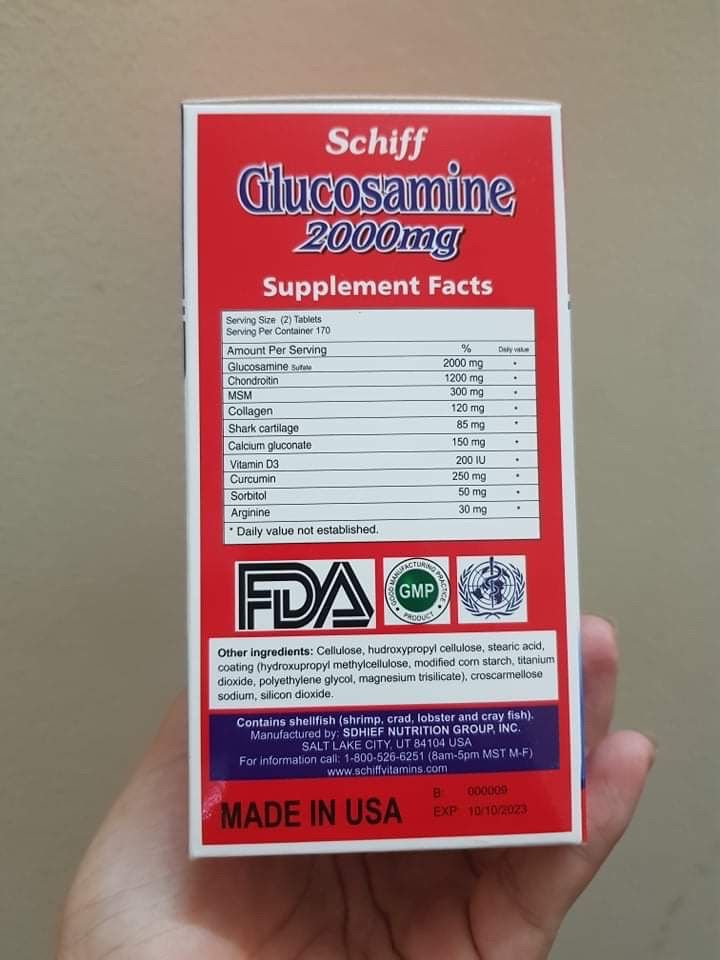 Schiff
Glucosamine
2000mg
Supplement Facts
Serving Size (2) Tablets
Serving Per Container 170
Amount Per Serving % Daily value
Glucosamine Sulfate 2000 mg *
Chondroitin 1200 mg *
MSM 300 mg *
Collagen 120 mg *
Shark cartilage 85 mg *
Calcium gluconate 150 mg *
Vitamin D3 200 IU *
Curcumin 250 mg *
Sorbitol 50 mg *
Arginine 30 mg *
* Daily value not established.
FDA
GOOD MANUFACTURING PRACTICE
GMP
PRODUCT
Other ingredients: Cellulose, hudroxypropyl cellulose, stearic acid,
coating (hydroxupropyl methylcellulose, modified corn starch, titanium
dioxide, polyethylene glycol, magnesium trisilicate), croscarmellose
sodium, silicon dioxide.
Contains shellfish (shrimp, crad, lobster and cray fish).
Manufactured by: SDHIEF NUTRITION GROUP, INC.
SALT LAKE CITY, UT 84104 USA
For information call: 1-800-526-6251 (8am-5pm MST M-F)
www.schiffvitamins.com
MADE IN USA
B: 000009
EXP 10/10/2023